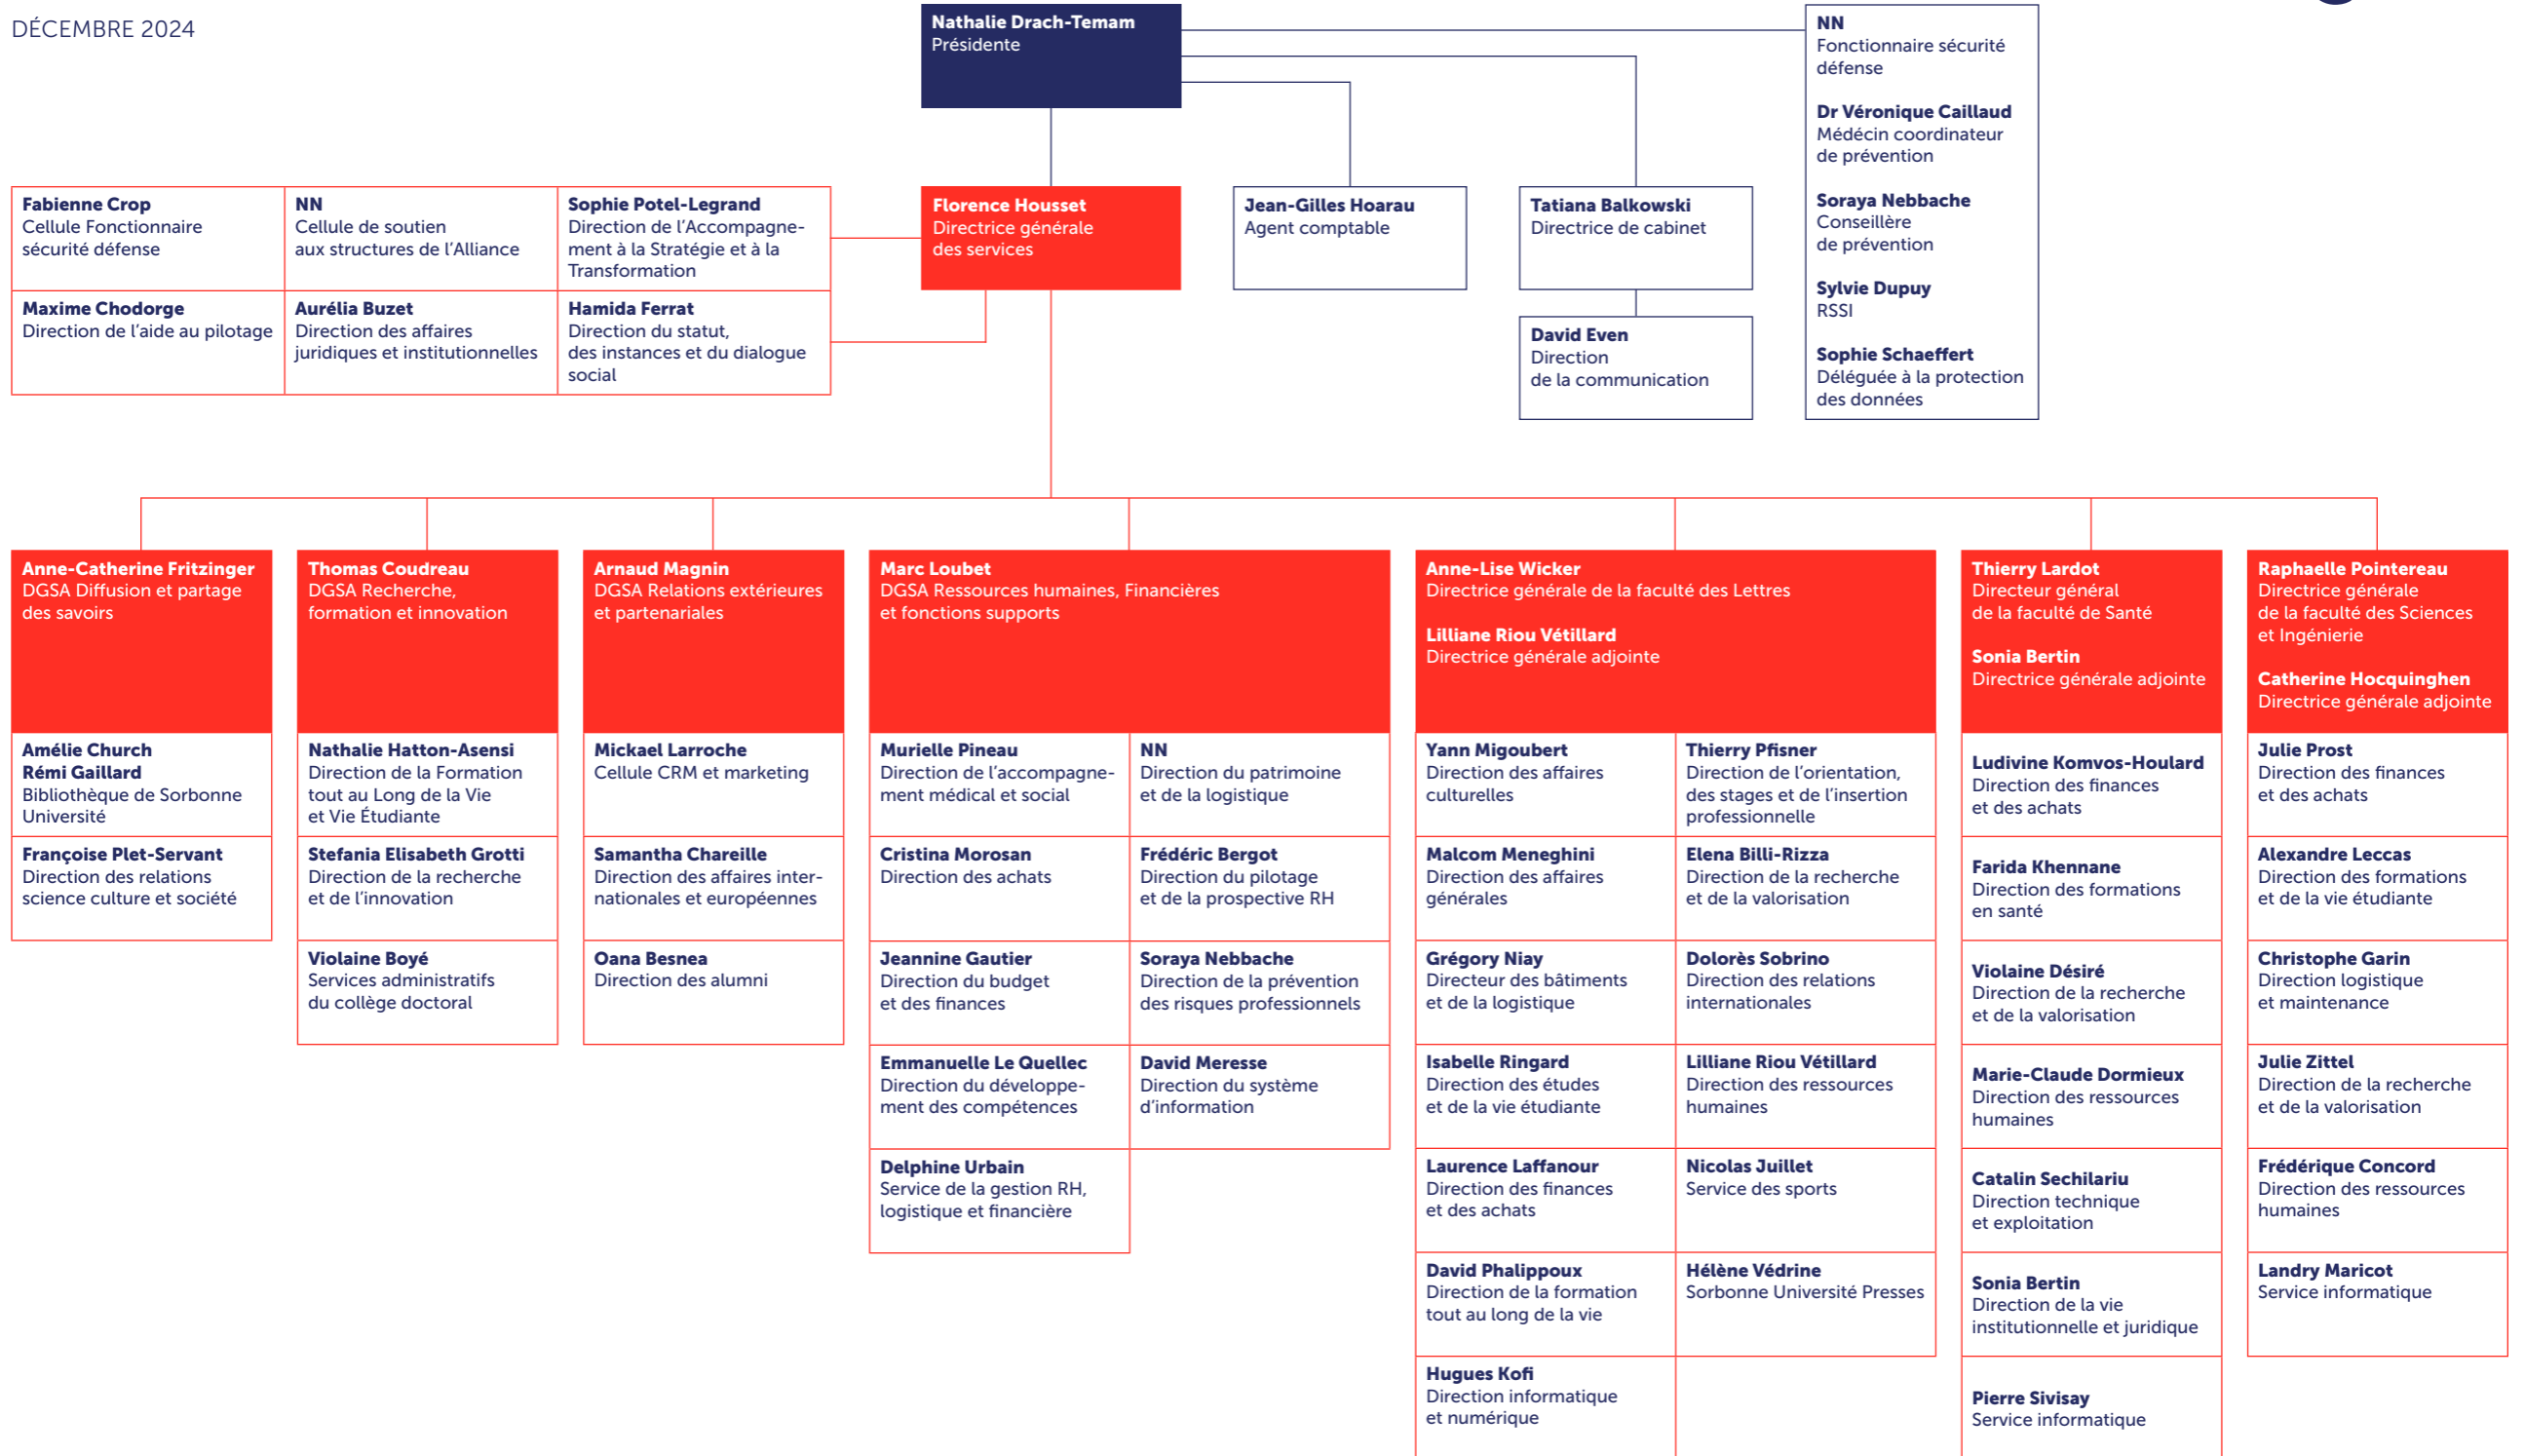 DÉCEMBRE 2024
Nathalie Drach-Temam
Présidente
NN
Fonctionnaire sécurité
défense
Dr Véronique Caillaud
Médécin coordinateur
de prévention
Soraya Nebbache
Conseillère
de prévention
Sylvie Dupuy
RSSI
Sophie Schaeffert
Déléguée à la protection
des données
Fabienne Crop
Cellule Fonctionnaire
sécurité défense
NN
Cellule de soutien
aux structures de l'Alliance
Sophie Potel-Legrand
Direction de l'Accompagne-
ment à la Stratégie et à la
Transformation
Maxime Chodorge
Direction de l'aide au pilotage
Aurélia Buzet
Direction des affaires
juridiques et institutionnelles
Hamida Ferrat
Direction du statut,
des instances et du dialogue
social
Florence Housset
Directrice générale
des services
Jean-Gilles Hoarau
Agent comptable
Tatiana Balkowski
Directrice de cabinet
David Even
Direction
de la communication
Anne-Catherine Fritzinger
DGSA Diffusion et partage
des savoirs
Amélie Church
Rémi Gaillard
Bibliothèque de Sorbonne
Université
Françoise Plet-Servant
Direction des relations
science culture et société
Thomas Coudreau
DGSA Recherche,
formation et innovation
Nathalie Hatton-Asensi
Direction de la Formation
tout au Long de la Vie
et Vie Étudiante
Stefania Elisabeth Grotti
Direction de la recherche
et de l'innovation
Violaine Boyé
Services administratifs
du collège doctoral
Arnaud Magnin
DGSA Relations extérieures
et partenariales
Mickael Larroche
Cellule CRM et marketing
Samantha Chareille
Direction des affaires inter-
nationales et européennes
Oana Besnea
Direction des alumni
Marc Loubet
DGSA Ressources humaines, Financières
et fonctions supports
Murielle Pineau
Direction de l'accompagne-
ment médical et social
NN
Direction du patrimoine
et de la logistique
Cristina Morosan
Direction des achats
Frédéric Bergot
Direction du pilotage
et de la prospective RH
Jeannine Gautier
Direction du budget
et des finances
Soraya Nebbache
Direction de la prévention
des risques professionnels
Emmanuelle Le Quellec
Direction du développe-
ment des compétences
David Meresse
Direction du système
d'information
Delphine Urbain
Service de la gestion RH,
logistique et financière
Anne-Lise Wicker
Directrice générale de la faculté des Lettres
Lilliane Riou Vétillard
Directrice générale adjointe
Yann Migoubert
Direction des affaires
culturelles
Thierry Pfisner
Direction de l'orientation,
des stages et de l'insertion
professionnelle
Malcom Meneghini
Direction des affaires
générales
Elena Billi-Rizza
Direction de la recherche
et de la valorisation
Grégory Niay
Directeur des bâtiments
et de la logistique
Dolorès Sobrino
Direction des relations
internationales
Isabelle Ringard
Direction des études
et de la vie étudiante
Lilliane Riou Vétillard
Direction des ressources
humaines
Laurence Laffanour
Direction des finances
et des achats
Nicolas Juillet
Service des sports
David Phalippoux
Direction de la formation
tout au long de la vie
Hélène Védrine
Sorbonne Université Presses
Hugues Kofi
Direction informatique
et numérique
Thierry Lardot
Directeur général
de la faculté de Santé
Sonia Bertin
Directrice générale adjointe
Ludivine Komvos-Houlard
Direction des finances
et des achats
Farida Khennane
Direction des formations
en santé
Violaine Désiré
Direction de la recherche
et de la valorisation
Marie-Claude Dormieux
Direction des ressources
humaines
Catalin Sechilariu
Direction technique
et exploitation
Sonia Bertin
Direction de la vie
institutionnelle et juridique
Pierre Sivisay
Service informatique
Raphaelle Pointereau
Directrice générale
de la faculté des Sciences
et Ingénierie
Catherine Hocquinghen
Directrice générale adjointe
Julie Prost
Direction des finances
et des achats
Alexandre Leccas
Direction des formations
et de la vie étudiante
Christophe Garin
Direction logistique
et maintenance
Julie Zittel
Direction de la recherche
et de la valorisation
Frédérique Concord
Direction des ressources
humaines
Landry Maricot
Service informatique